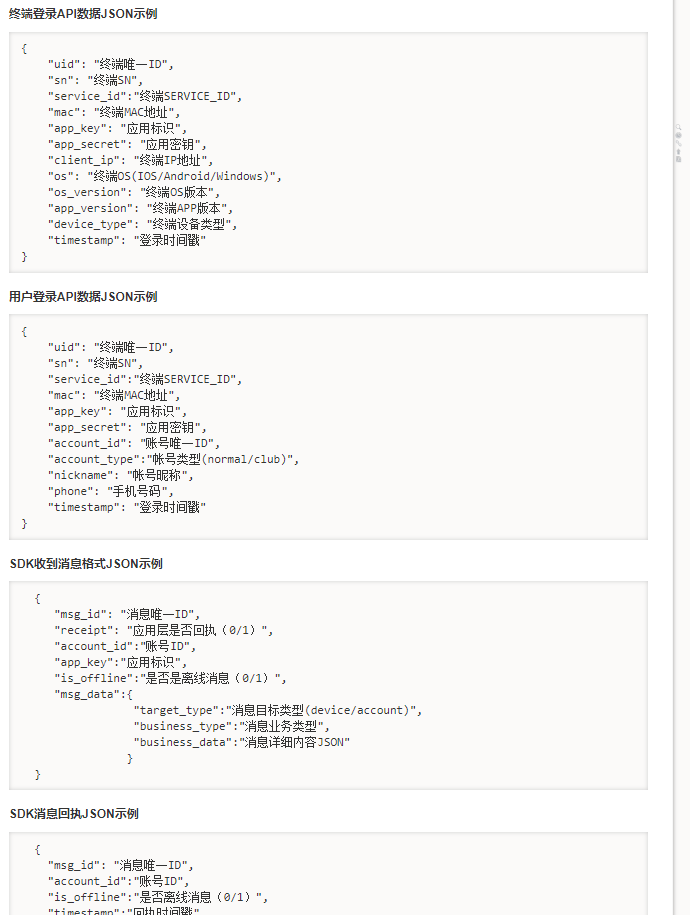 终端登录API数据JSON示例
{
    "uid": "终端唯一ID",
    "sn": "终端SN",
    "service_id":"终端SERVICE_ID",
    "mac": "终端MAC地址",
    "app_key": "应用标识",
    "app_secret": "应用密钥",
    "client_ip": "终端IP地址",
    "os": "终端OS(IOS/Android/Windows)",
    "os_version": "终端OS版本",
    "app_version": "终端APP版本",
    "device_type": "终端设备类型",
    "timestamp": "登录时间戳"
}
用户登录API数据JSON示例
{
    "uid": "终端唯一ID",
    "sn": "终端SN",
    "service_id":"终端SERVICE_ID",
    "mac": "终端MAC地址",
    "app_key": "应用标识",
    "app_secret": "应用密钥",
    "account_id": "账号唯一ID",
    "account_type":"帐号类型(normal/club)",
    "nickname": "帐号昵称",
    "phone": "手机号码",
    "timestamp": "登录时间戳"
}
SDK收到消息格式JSON示例
{
    "msg_id": "消息唯一ID",
    "receipt": "应用层是否回执（0/1）",
    "account_id":"账号ID",
    "app_key":"应用标识",
    "is_offline":"是否是离线消息（0/1）",
    "msg_data":{
        "target_type":"消息目标类型(device/account)",
        "business_type":"消息业务类型",
        "business_data":"消息详细内容JSON"
    }
}
SDK消息回执JSON示例
{
    "msg_id": "消息唯一ID",
    "account_id":"账号ID",
    "is_offline":"是否离线消息（0/1）",
    "timestamp":"回执时间戳"